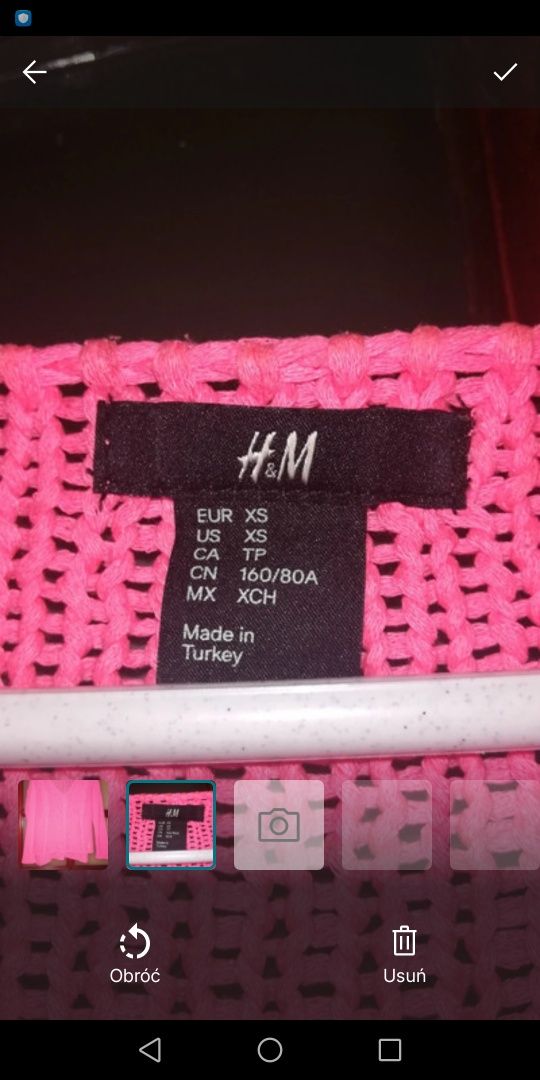 H&M
EUR XS
US XS
CA TP
CN 160/80A
MX XCH
Made in
Turkey
Obróć
Usuń